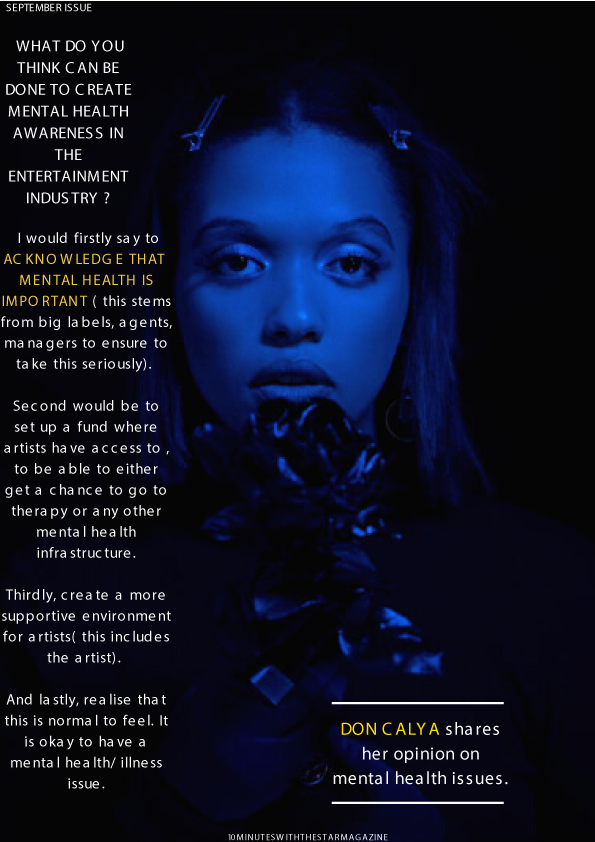 SEPTEMBER ISSUE
WHAT DO YOU
THINK CAN BE
DONE TO CREATE
MENTAL HEALTH
AWARENESS IN
THE
ENTERTAINMENT
INDUSTRY ?
I would firstly say to
ACKNOWLEDGE THAT
MENTAL HEALTH IS
IMPORTANT ( this stems
from big labels, agents,
managers to ensure to
take this seriously).
Second would be to
set up a fund where
artists have access to ,
to be able to either
get a chance to go to
therapy or any other
mental health
infrastructure.
Thirdly, create a more
supportive environment
for artists( this includes
the artist).
And lastly, realise that
this is normal to feel. It
is okay to have a
mental health/ illness
issue.
DON CALYA shares
her opinion on
mental health issues.
10MINUTESWITHTHESTARMAGAZINE